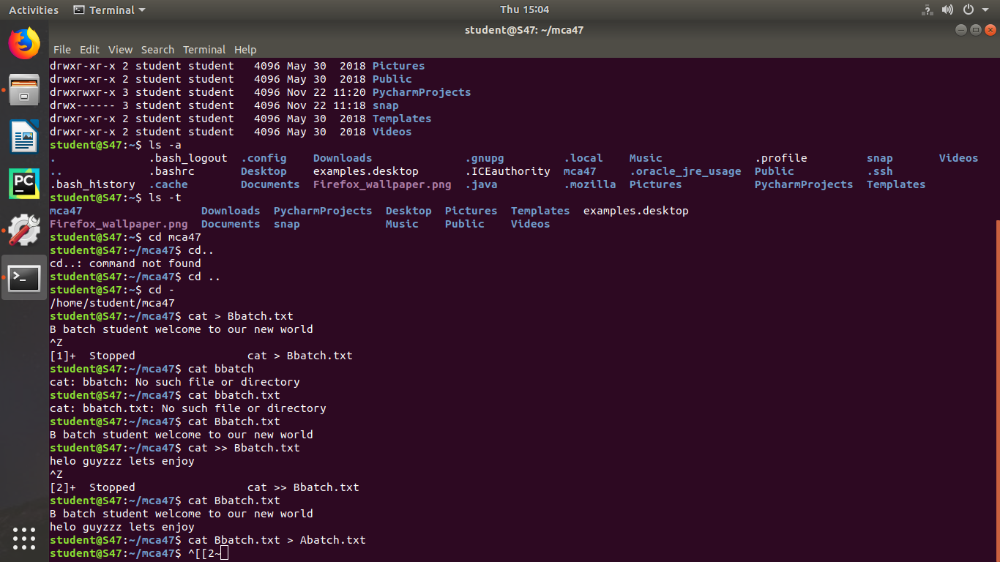 Activities Terminal Thu 15:04
student@S47: ~/mca47
File Edit View Search Terminal Help
drwxr-xr-x 2 student student   4096 May 30  2018 Pictures
drwxr-xr-x 2 student student   4096 May 30  2018 Public
drwxrwxr-x 3 student student   4096 Nov 22 11:20 PycharmProjects
drwx------ 3 student student   4096 Nov 22 11:18 snap
drwxr-xr-x 2 student student   4096 May 30  2018 Templates
drwxr-xr-x 2 student student   4096 May 30  2018 Videos
student@S47:~$ ls -a
.              .bash_logout  .config    Downloads              .gnupg         .local    Music              .profile         snap       Videos
..             .bashrc       Desktop    examples.desktop       .ICEauthority  mca47     .oracle_jre_usage  Public           .ssh
.bash_history  .cache        Documents  Firefox_wallpaper.png  .java          .mozilla  Pictures           PycharmProjects  Templates
student@S47:~$ ls -t
mca47                  Downloads  PycharmProjects  Desktop  Pictures  Templates  examples.desktop
Firefox_wallpaper.png  Documents  snap             Music    Public    Videos
student@S47:~$ cd mca47
student@S47:~/mca47$ cd..
cd..: command not found
student@S47:~/mca47$ cd ..
student@S47:~$ cd -
/home/student/mca47
student@S47:~/mca47$ cat > Bbatch.txt
B batch student welcome to our new world
^Z
[1]+  Stopped                 cat > Bbatch.txt
student@S47:~/mca47$ cat bbatch
cat: bbatch: No such file or directory
student@S47:~/mca47$ cat bbatch.txt
cat: bbatch.txt: No such file or directory
student@S47:~/mca47$ cat Bbatch.txt
B batch student welcome to our new world
student@S47:~/mca47$ cat >> Bbatch.txt
helo guyzzz lets enjoy
^Z
[2]+  Stopped                 cat >> Bbatch.txt
student@S47:~/mca47$ cat Bbatch.txt
B batch student welcome to our new world
helo guyzzz lets enjoy
student@S47:~/mca47$ cat Bbatch.txt > Abatch.txt
student@S47:~/mca47$ ^[[2~
PC